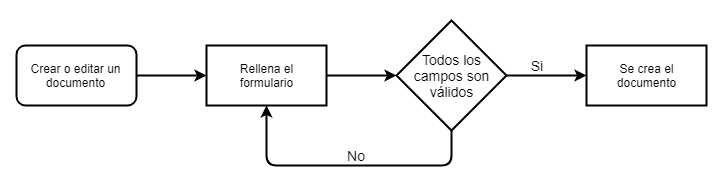 Crear o editar un
documento
Rellena el
formulario
Todos los
campos son
válidos
Si
Se crea el
documento
No